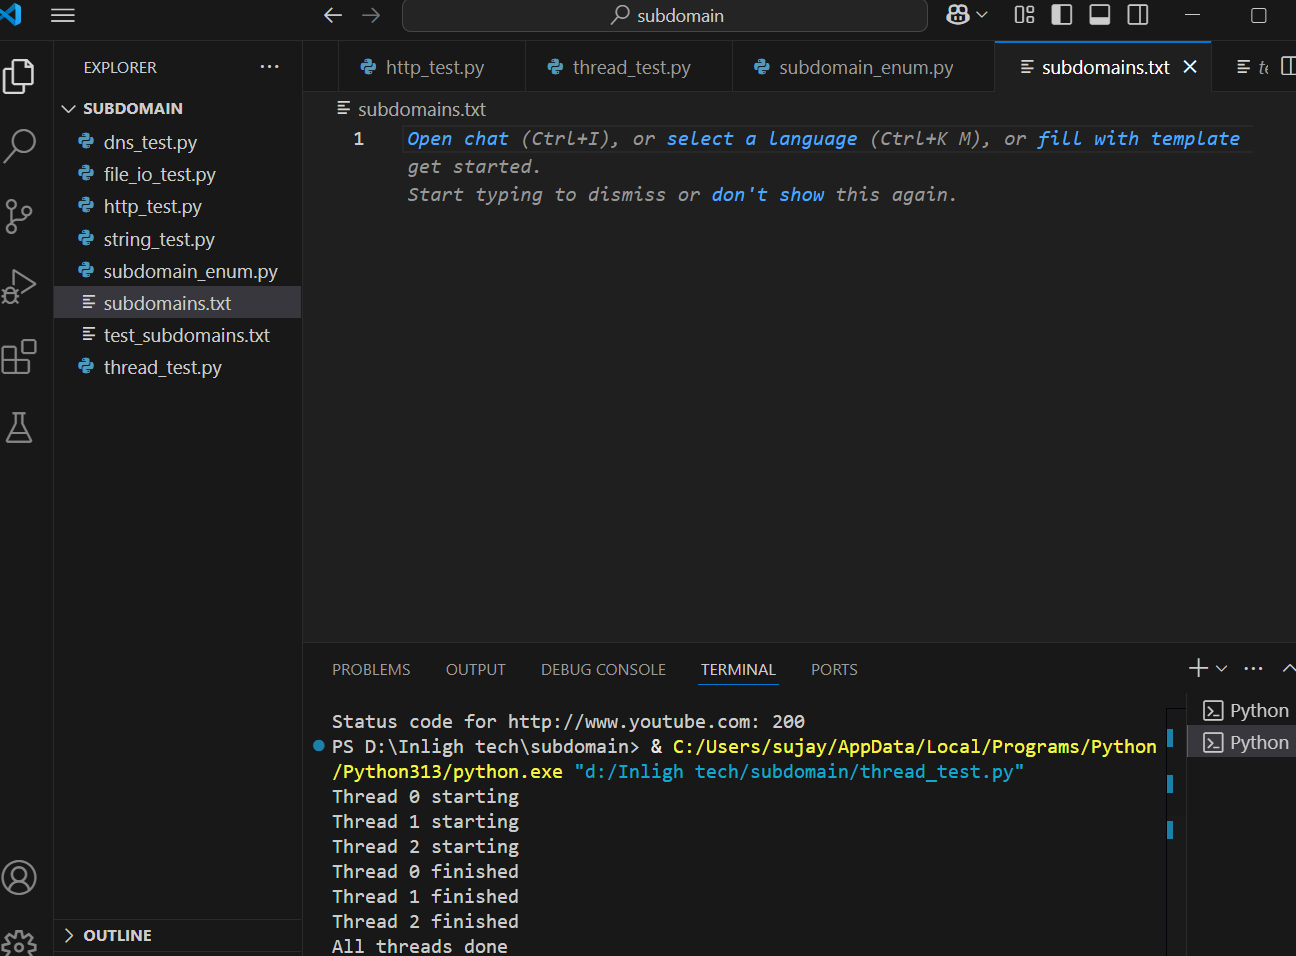 subdomain
EXPLORER ...
http_test.py thread_test.py subdomain_enum.py subdomains.txt
SUBDOMAIN
dns_test.py
file_io_test.py
http_test.py
string_test.py
subdomain_enum.py
subdomains.txt
test_subdomains.txt
thread_test.py
OUTLINE
subdomains.txt
1 Open chat (Ctrl+I), or select a language (Ctrl+K M), or fill with template
get started.
Start typing to dismiss or don't show this again.
PROBLEMS OUTPUT DEBUG CONSOLE TERMINAL PORTS
Status code for http://www.youtube.com: 200
PS D:\Inligh tech\subdomain> & C:/Users/sujay/AppData/Local/Programs/Python
/Python313/python.exe "d:/Inligh tech/subdomain/thread_test.py"
Thread 0 starting
Thread 1 starting
Thread 2 starting
Thread 0 finished
Thread 1 finished
Thread 2 finished
All threads done
Python
Python